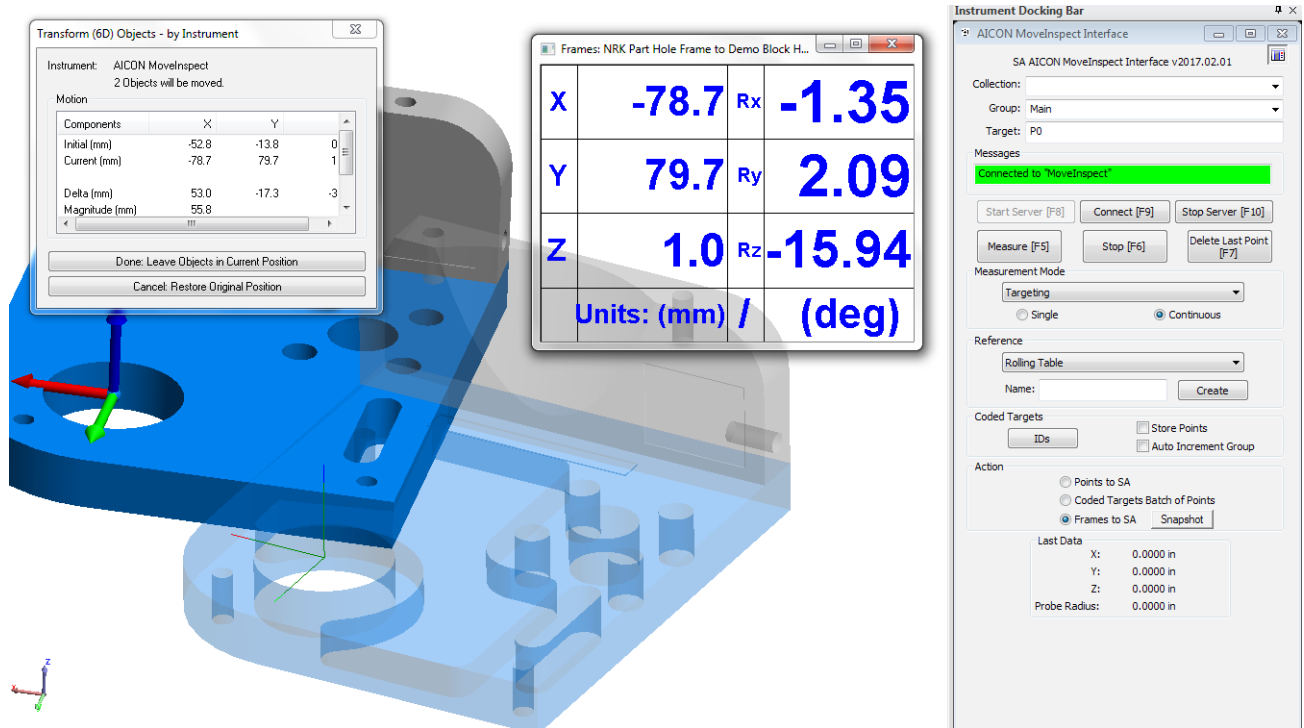 Transform (6D) Objects - by Instrument
Instrument: AICON MoveInspect
2 Objects will be moved.
Motion
Components X Y
Initial (mm) -52.8 -13.8 0
Current (mm) -78.7 79.7 1
Delta (mm) 53.0 -17.3 -3
Magnitude (mm) 55.8
Done: Leave Objects in Current Position
Cancel: Restore Original Position
Frames: NRK Part Hole Frame to Demo Block H...
X -78.7 Rx -1.35
Y 79.7 Ry 2.09
Z 1.0 Rz -15.94
Units: (mm) / (deg)
Instrument Docking Bar
AICON MoveInspect Interface
SA AICON MoveInspect Interface v2017.02.01
Collection:
Group: Main
Target: P0
Messages
Connected to "MoveInspect"
Start Server [F8] Connect [F9] Stop Server [F10]
Measure [F5] Stop [F6] Delete Last Point
[F7]
Measurement Mode
Targeting
Single Continuous
Reference
Rolling Table
Name: Create
Coded Targets
IDs Store Points
Auto Increment Group
Action
Points to SA
Coded Targets Batch of Points
Frames to SA Snapshot
Last Data
X: 0.0000 in
Y: 0.0000 in
Z: 0.0000 in
Probe Radius: 0.0000 in
Z
X